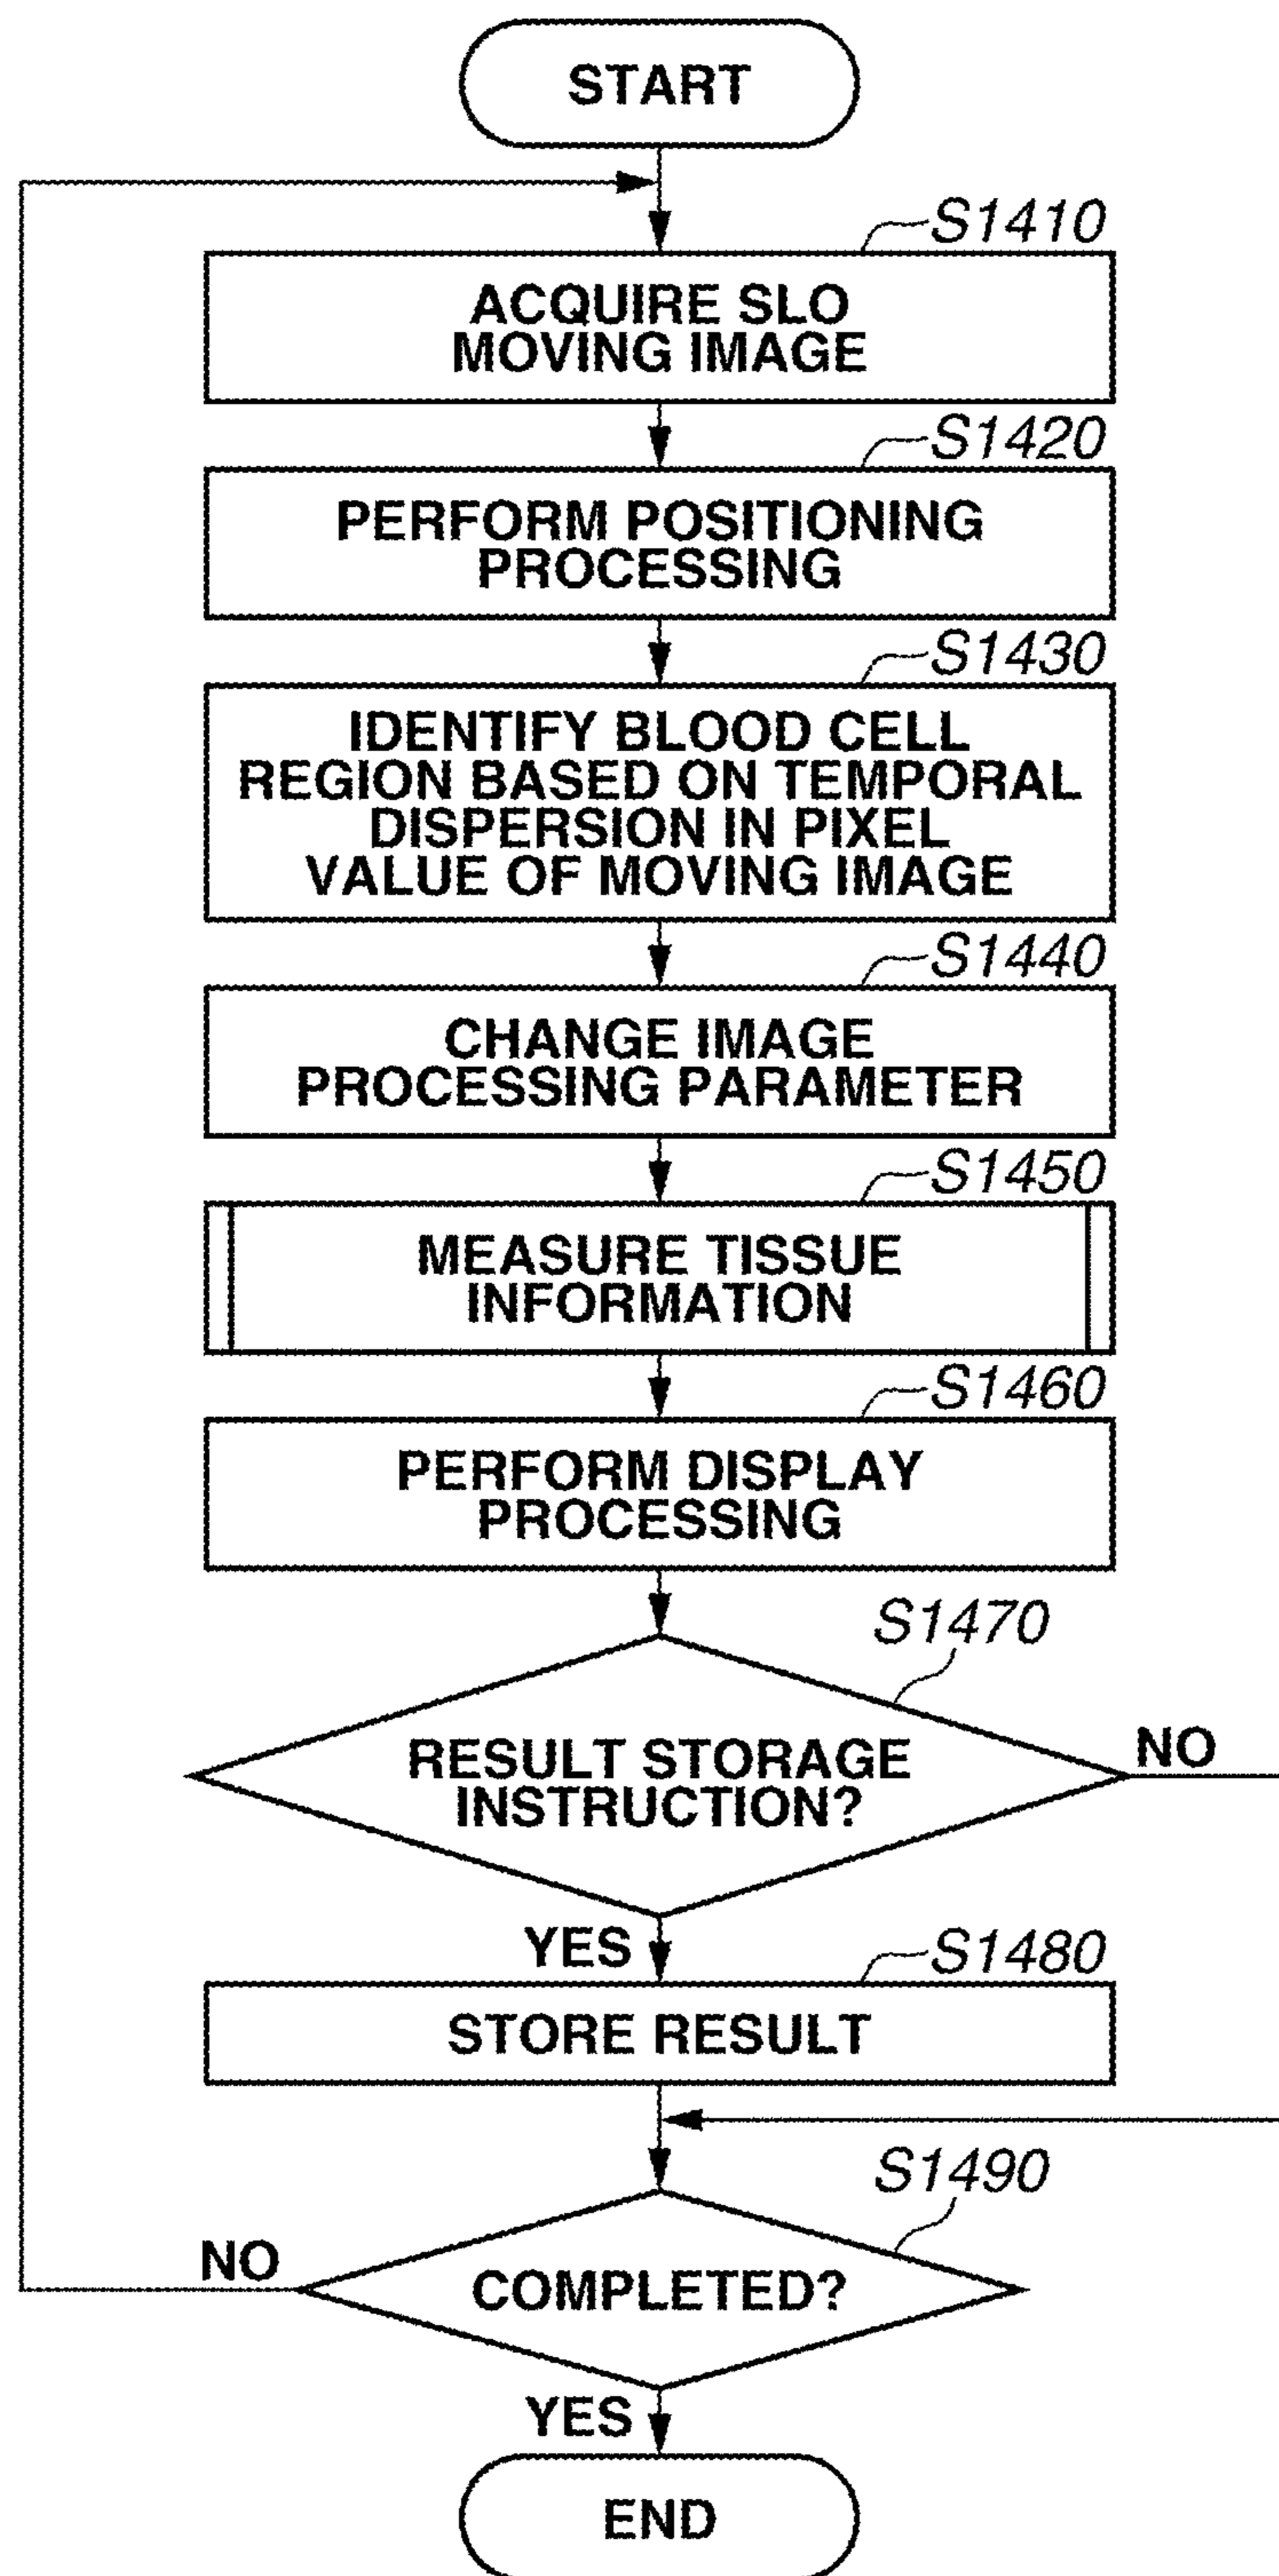 START
S1410
ACQUIRE SLO
MOVING IMAGE
S1420
PERFORM POSITIONING
PROCESSING
S1430
IDENTIFY BLOOD CELL
REGION BASED ON TEMPORAL
DISPERSION IN PIXEL
VALUE OF MOVING IMAGE
S1440
CHANGE IMAGE
PROCESSING PARAMETER
S1450
MEASURE TISSUE
INFORMATION
S1460
PERFORM DISPLAY
PROCESSING
S1470
RESULT STORAGE
INSTRUCTION?
NO
YES
S1480
STORE RESULT
S1490
NO
COMPLETED?
YES
END